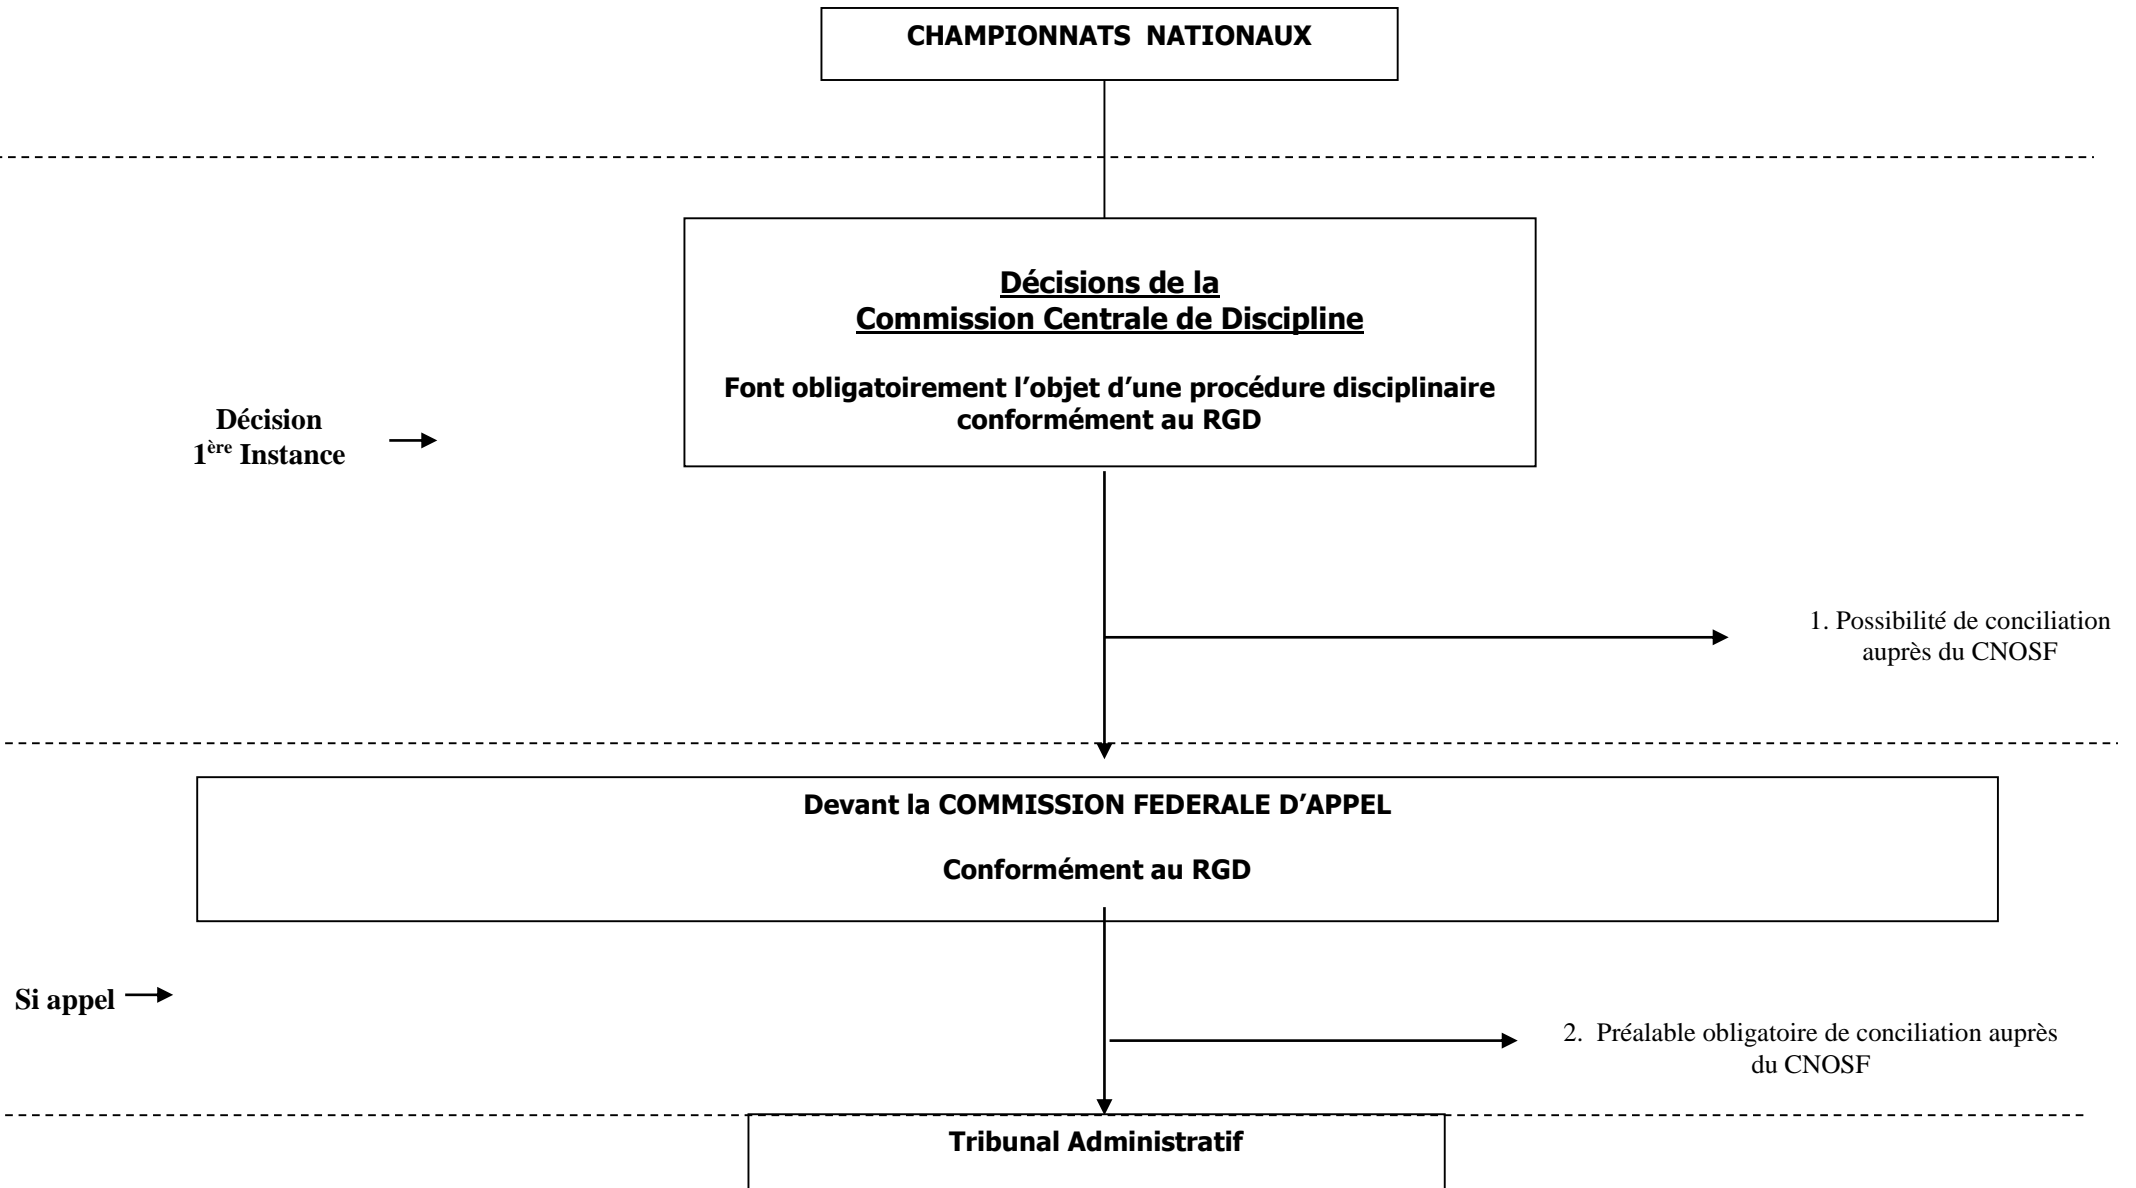 CHAMPIONNATS NATIONAUX
Décisions de la
Commission Centrale de Discipline
Font obligatoirement l’objet d’une procédure disciplinaire
conformément au RGD
Décision
1ère Instance
1. Possibilité de conciliation
auprès du CNOSF
Devant la COMMISSION FEDERALE D’APPEL
Conformément au RGD
Si appel
2. Préalable obligatoire de conciliation auprès
du CNOSF
Tribunal Administratif